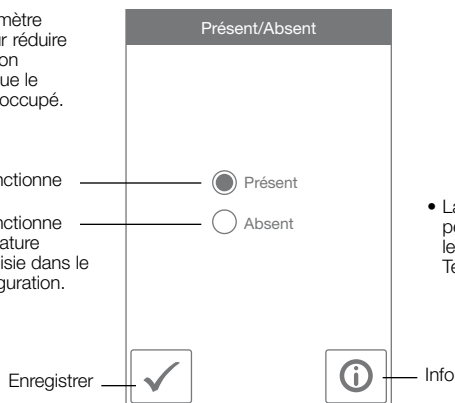 mètre
réduire
on
ue le
occupé.
Présent/Absent
nctionne
Présent
nctionne
ature
isie dans le
guration.
Absent
Enregistrer
Info
• La
pe
le
Te